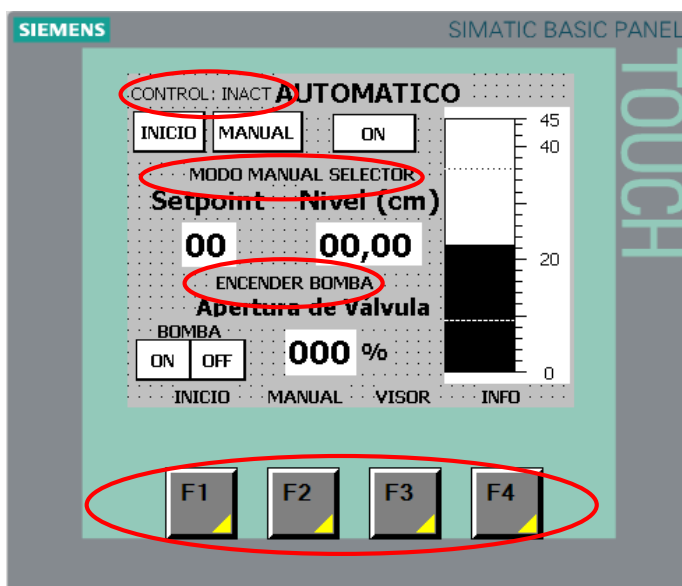 SIEMENS
SIMATIC BASIC PANEL
TOUCH
CONTROL: INACT AUTOMATICO
INICIO MANUAL ON
45
40
MODO MANUAL SELECTOR
Setpoint Nivel (cm)
00 00,00
20
ENCENDER BOMBA
Apertura de Válvula
BOMBA
ON OFF 000 %
0
INICIO MANUAL VISOR INFO
F1 F2 F3 F4